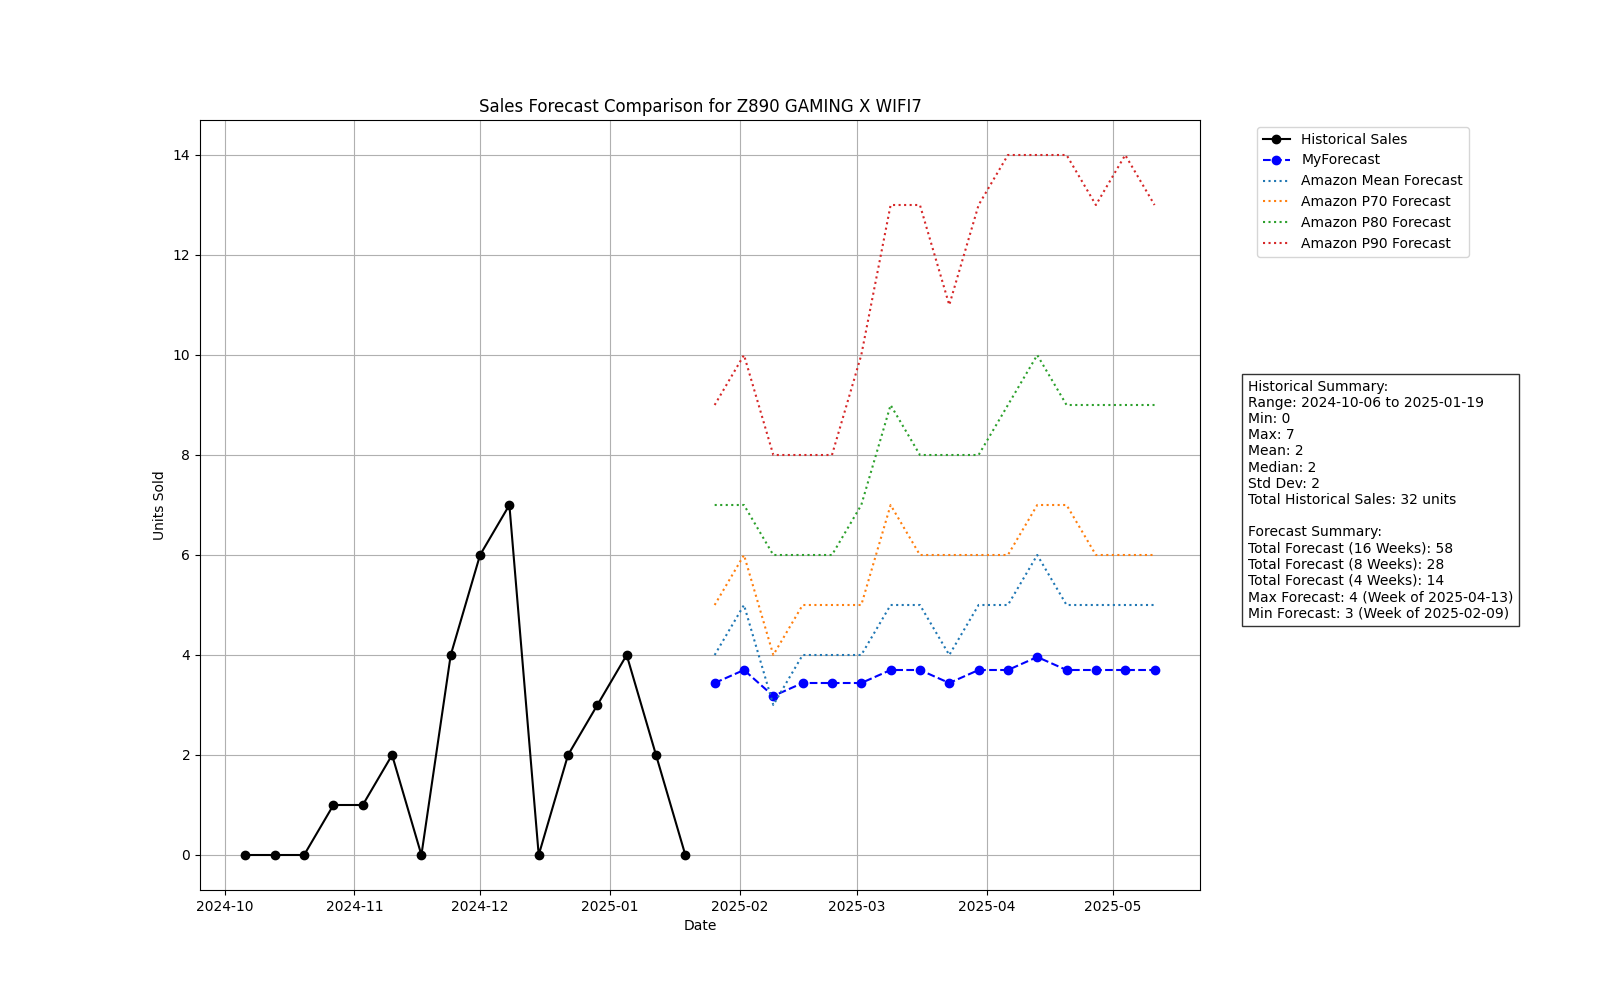 Sales Forecast Comparison for Z890 GAMING X WIFI7
Units Sold
14
12
10
8
6
4
2
0
2024-10
2024-11
2024-12
2025-01
2025-02
2025-03
2025-04
2025-05
Date
Historical Sales
MyForecast
Amazon Mean Forecast
Amazon P70 Forecast
Amazon P80 Forecast
Amazon P90 Forecast
Historical Summary:
Range: 2024-10-06 to 2025-01-19
Min: 0
Max: 7
Mean: 2
Median: 2
Std Dev: 2
Total Historical Sales: 32 units
Forecast Summary:
Total Forecast (16 Weeks): 58
Total Forecast (8 Weeks): 28
Total Forecast (4 Weeks): 14
Max Forecast: 4 (Week of 2025-04-13)
Min Forecast: 3 (Week of 2025-02-09)